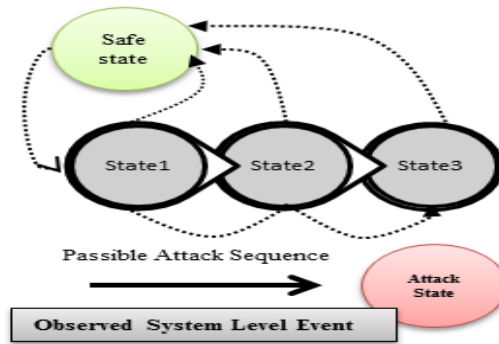 Safe
state
State1
State2
State3
Passible Attack Sequence
Attack
State
Observed System Level Event